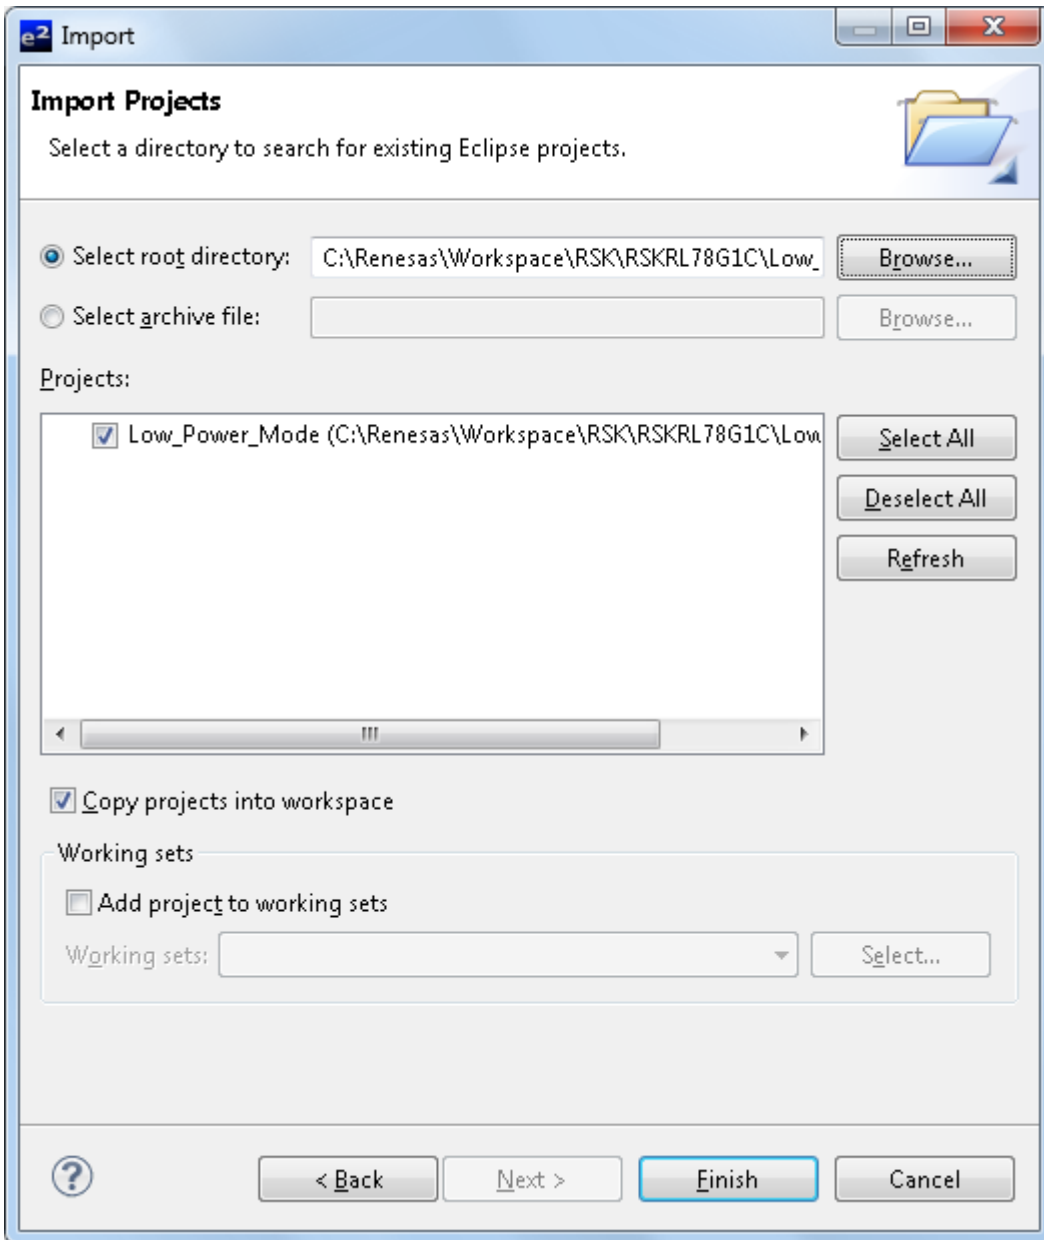 e² Import
Import Projects
Select a directory to search for existing Eclipse projects.
Select root directory: C:\Renesas\Workspace\RSK\RSKRL78G1C\Low_ Browse...
Select archive file: Browse...
Projects:
Low_Power_Mode (C:\Renesas\Workspace\RSK\RSKRL78G1C\Low Select All
Deselect All
Refresh
Copy projects into workspace
Working sets
Add project to working sets
Working sets: Select...
? < Back Next > Finish Cancel